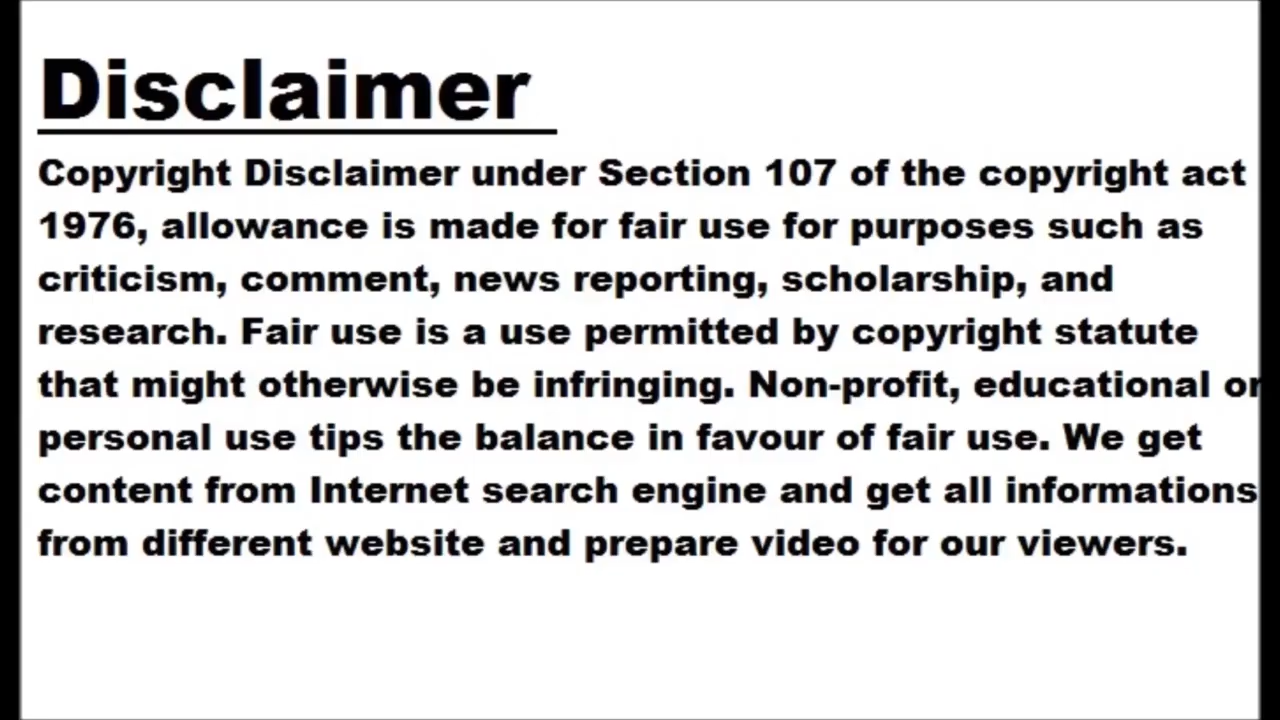 Disclaimer
Copyright Disclaimer under Section 107 of the copyright act
1976, allowance is made for fair use for purposes such as
criticism, comment, news reporting, scholarship, and
research. Fair use is a use permitted by copyright statute
that might otherwise be infringing. Non-profit, educational or
personal use tips the balance in favour of fair use. We get
content from Internet search engine and get all informations
from different website and prepare video for our viewers.